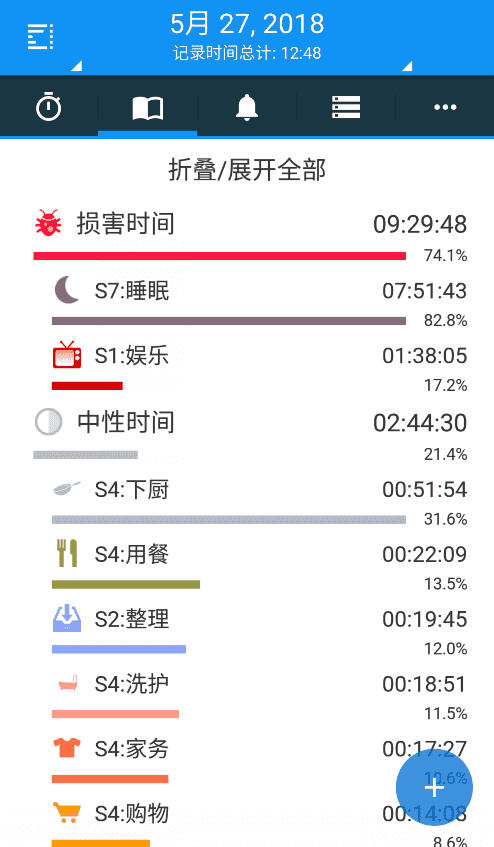 5月 27, 2018
记录时间总计: 12:48
折叠/展开全部
损害时间 09:29:48
74.1%
S7:睡眠 07:51:43
82.8%
S1:娱乐 01:38:05
17.2%
中性时间 02:44:30
21.4%
S4:下厨 00:51:54
31.6%
S4:用餐 00:22:09
13.5%
S2:整理 00:19:45
12.0%
S4:洗护 00:18:51
11.5%
S4:家务 00:17:27
10.6%
S4:购物 00:14:08
8.6%